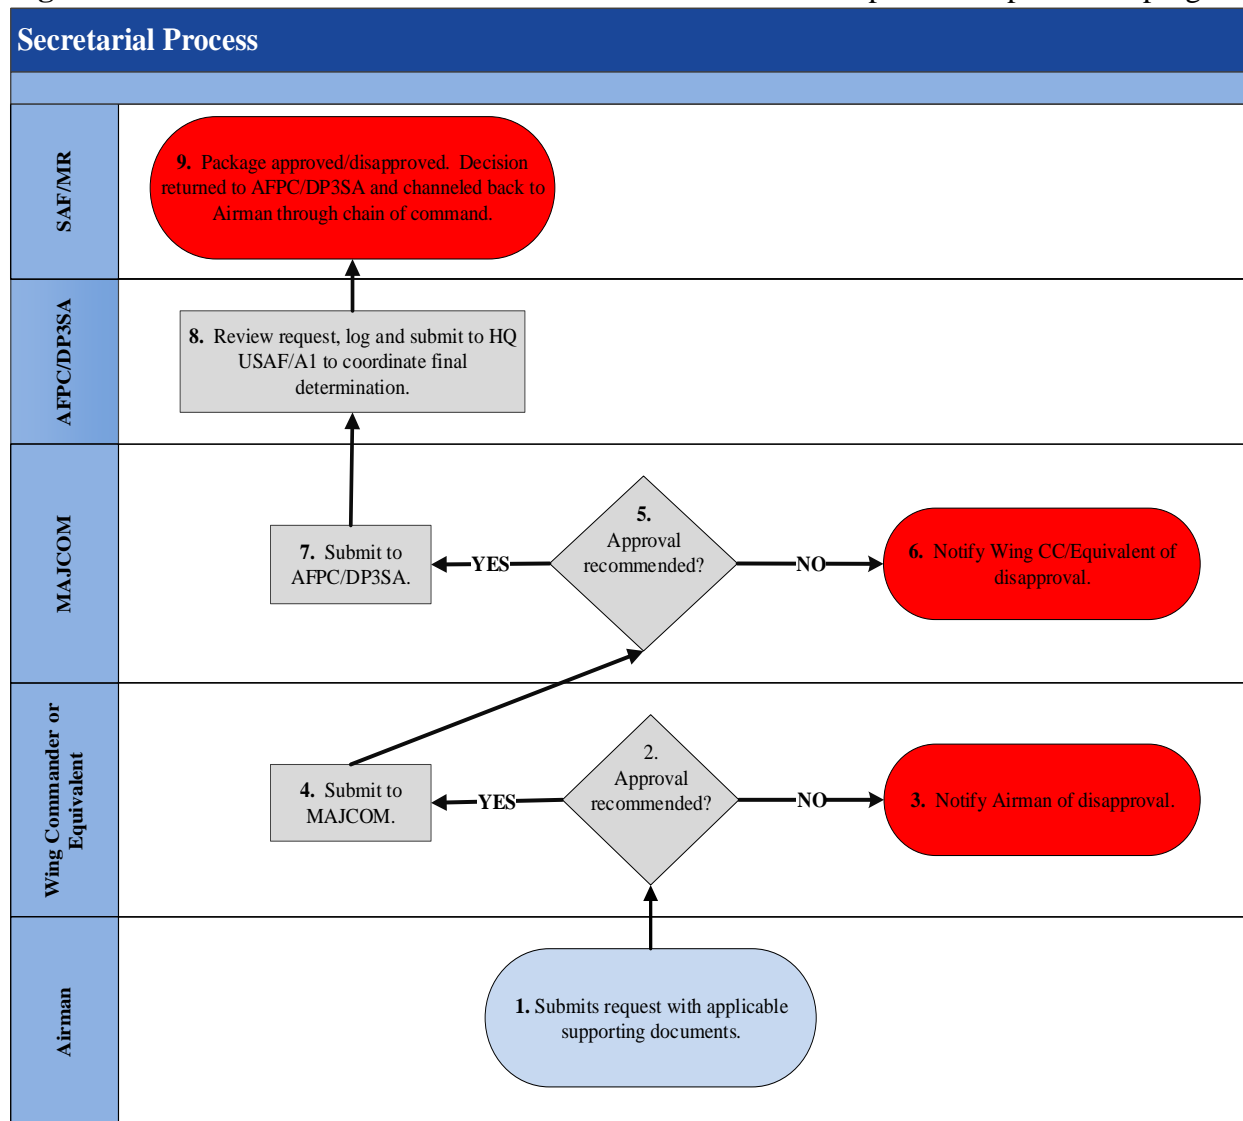 Secretarial Process
SAF/MR
9. Package approved/disapproved. Decision
returned to AFPC/DP3SA and channeled back to
Airman through chain of command.
AFPC/DP3SA
8. Review request, log and submit to HQ
USAF/A1 to coordinate final
determination.
MAJCOM
7. Submit to
AFPC/DP3SA.
YES
5.
Approval
recommended?
NO
6. Notify Wing CC/Equivalent of
disapproval.
Wing Commander or
Equivalent
4. Submit to
MAJCOM.
YES
2.
Approval
recommended?
NO
3. Notify Airman of disapproval.
Airman
1. Submits request with applicable
supporting documents.